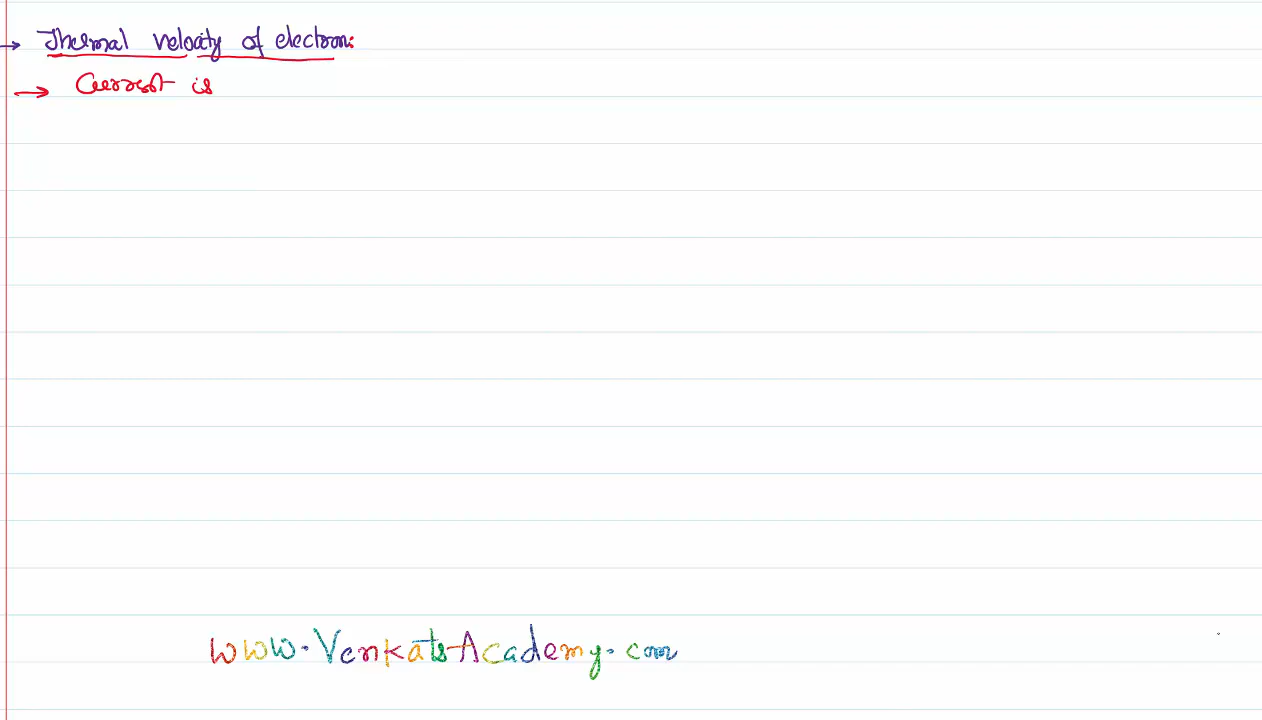 → Thermal velocity of electron:
→ Current is
www.VenkatsAcademy.com